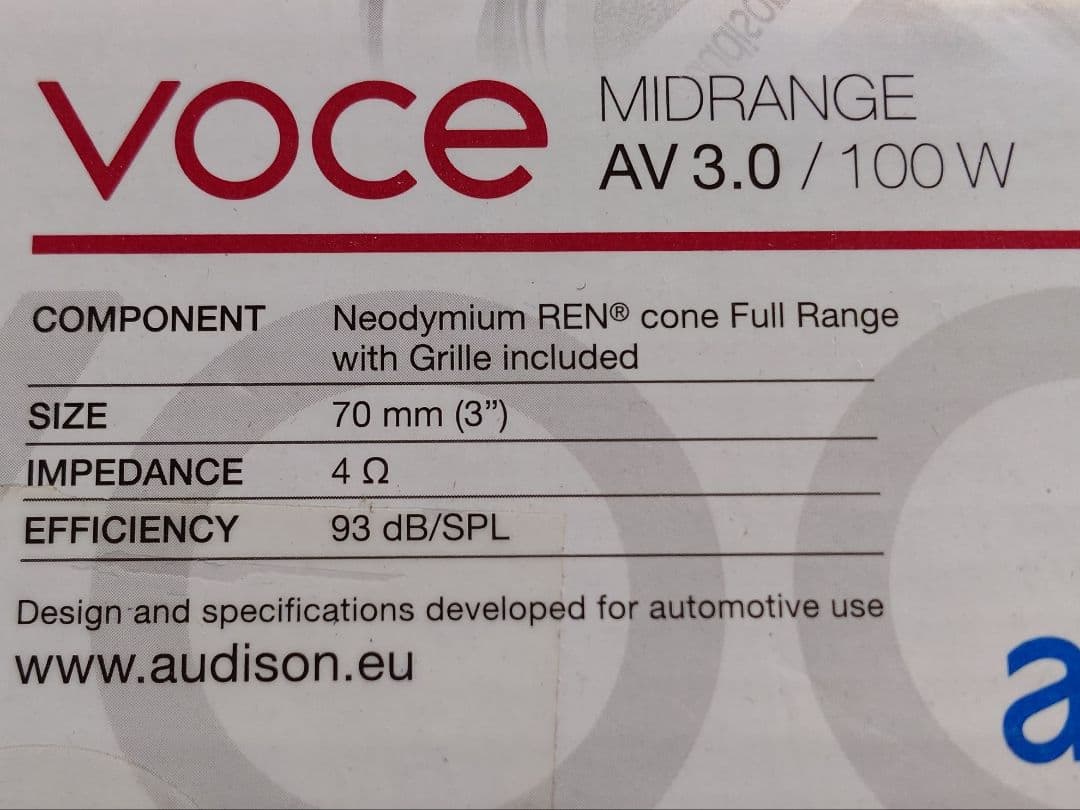 audison
voce MIDRANGE
AV 3.0 / 100 W
COMPONENT Neodymium REN® cone Full Range
with Grille included
SIZE 70 mm (3”)
IMPEDANCE 4 Ω
EFFICIENCY 93 dB/SPL
Design and specifications developed for automotive use
www.audison.eu
a